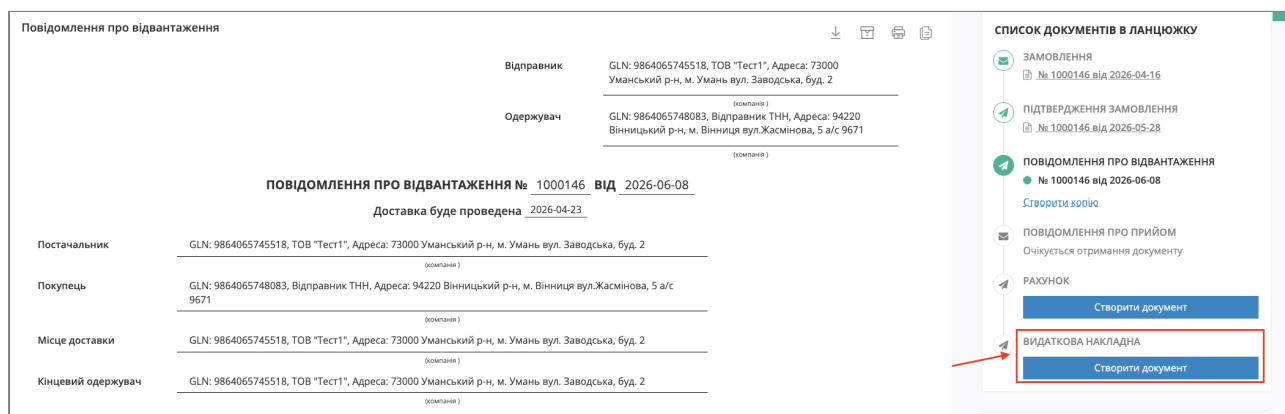 Повідомлення про відвантаження
Відправник
GLN: 9864065745518, ТОВ "Тест1", Адреса: 73000
Уманський р-н, м. Умань вул. Заводська, буд. 2
(компанія )
Одержувач
GLN: 9864065748083, Відправник ТНН, Адреса: 94220
Вінницький р-н, м. Вінниця вул.Жасмінова, 5 а/с 9671
(компанія )
ПОВІДОМЛЕННЯ ПРО ВІДВАНТАЖЕННЯ № 1000146 ВІД 2026-06-08
Доставка буде проведена 2026-04-23
Постачальник
GLN: 9864065745518, ТОВ "Тест1", Адреса: 73000 Уманський р-н, м. Умань вул. Заводська, буд. 2
(компанія )
Покупець
GLN: 9864065748083, Відправник ТНН, Адреса: 94220 Вінницький р-н, м. Вінниця вул.Жасмінова, 5 а/с
9671
(компанія )
Місце доставки
GLN: 9864065745518, ТОВ "Тест1", Адреса: 73000 Уманський р-н, м. Умань вул. Заводська, буд. 2
(компанія )
Кінцевий одержувач
GLN: 9864065745518, ТОВ "Тест1", Адреса: 73000 Уманський р-н, м. Умань вул. Заводська, буд. 2
(компанія )
СПИСОК ДОКУМЕНТІВ В ЛАНЦЮЖКУ
ЗАМОВЛЕННЯ
№ 1000146 від 2026-04-16
ПІДТВЕРДЖЕННЯ ЗАМОВЛЕННЯ
№ 1000146 від 2026-05-28
ПОВІДОМЛЕННЯ ПРО ВІДВАНТАЖЕННЯ
№ 1000146 від 2026-06-08
Створити копію
ПОВІДОМЛЕННЯ ПРО ПРИЙОМ
Очікується отримання документу
РАХУНОК
Створити документ
ВИДАТКОВА НАКЛАДНА
Створити документ